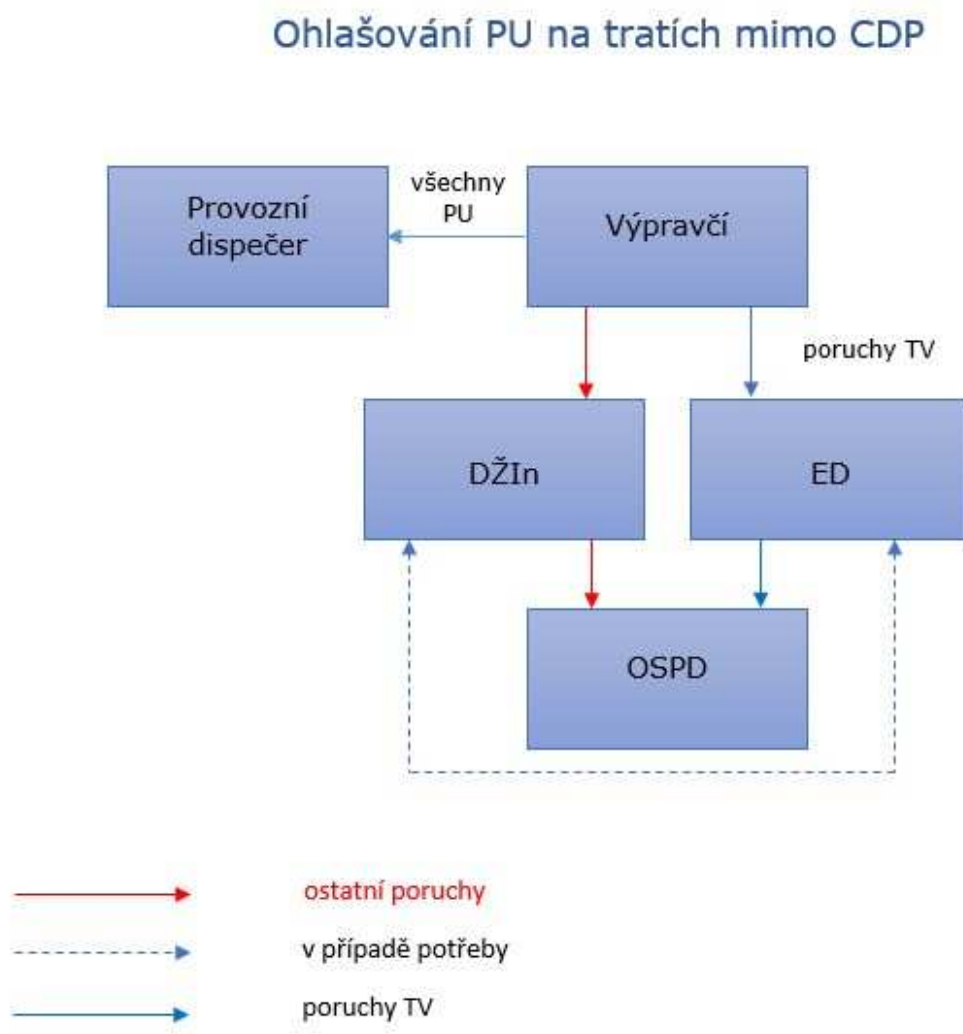 Ohlašování PU na tratích mimo CDP
Provozní
dispečer
všechny
PU
Výpravčí
poruchy TV
DŽIn
ED
OSPD
ostatní poruchy
v případě potřeby
poruchy TV